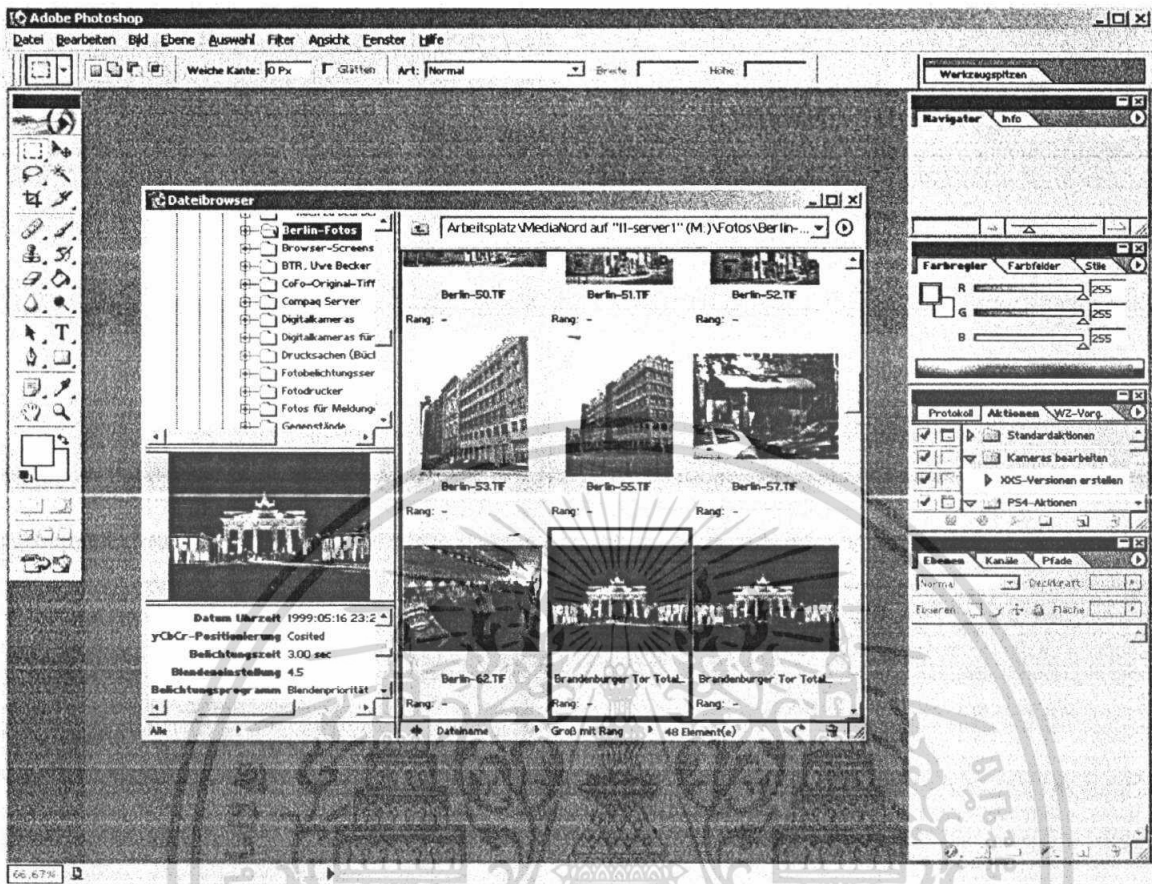 Adobe Photoshop
Datei Bearbeiten Bild Ebene Auswahl Filter Ansicht Fenster Hilfe
Weiche Kante: 0 Px Glätten Art: Normal Breite Höhe:
Werkzeugspitzen
Navigator Info
Dateibrowser
Berlin-Fotos
Browser-Screens
BTR, Uwe Becker
CoFo-Original-Tiff
Compaq Server
Digitalkameras
Digitalkameras für
Drucksachen (Büch
Fotobelichtungsser
Fotodrucker
Fotos für Meldung
Gegenstände
Arbeitsplatz\MediaNord auf "11-server1" (M.)\Fotos\Berlin-...
Berlin-50.TIF Berlin-51.TIF Berlin-52.TIF
Rang: - Rang: - Rang: -
Berlin-53.TIF Berlin-55.TIF Berlin-57.TIF
Rang: - Rang: - Rang: -
Berlin-62.TIF Brandenburger Tor Total... Brandenburger Tor Total...
Rang: - Rang: - Rang: -
Datum Uhrzeit 1999:05:16 23:2
yCbCr-Positionierung Cosited
Belichtungszeit 3.00 sec
Blendeneinstellung 4.5
Belichtungsprogramm Blendenpriorität
Alle Dateiname Groß mit Rang 48 Element(e)
Farbregler Farbfelder Stile
R 255
G 255
B 255
Protokoll Aktionen WZ-Vorg.
Standardaktionen
Kameras bearbeiten
XXS-Versionen erstellen
PS4-Aktionen
Ebenen Kanäle Pfade
Normal Deckkraft:
Fixieren: Fläche
66,67%